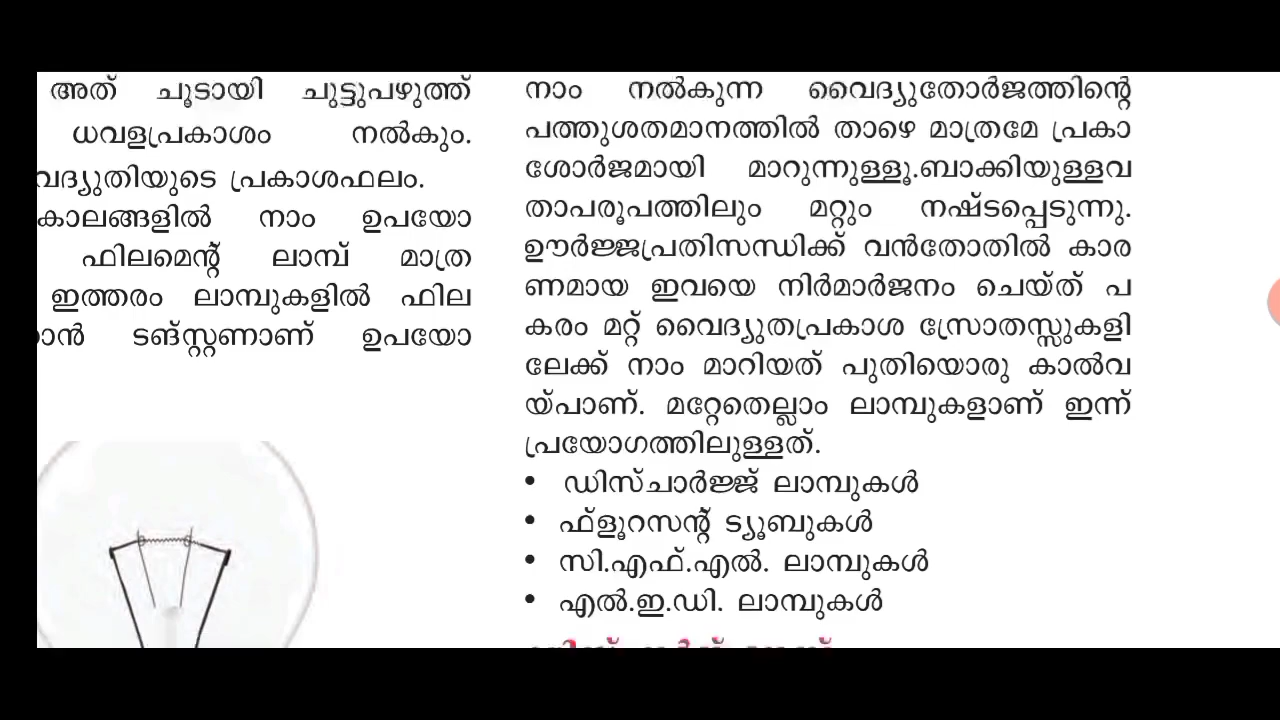 അത് ചൂടായി ചുട്ടുപഴുത്ത്
ധവളപ്രകാശം നൽകും.
വദ്യുതിയുടെ പ്രകാശഫലം.
കാലങ്ങളിൽ നാം ഉപയോ
ഫിലമെന്റ് ലാമ്പ് മാത്ര
ഇത്തരം ലാമ്പുകളിൽ ഫില
ടങ്സ്റ്റണാണ് ഉപയോ
നാം നൽകുന്ന വൈദ്യുതോർജത്തിന്റെ
പത്തുശതമാനത്തിൽ താഴെ മാത്രമേ പ്രകാ
ശോർജമായി മാറുന്നുള്ളൂ.ബാക്കിയുള്ളവ
താപരൂപത്തിലും മറ്റും നഷ്ടപ്പെടുന്നു.
ഊർജ്ജപ്രതിസന്ധിക്ക് വൻതോതിൽ കാര
ണമായ ഇവയെ നിർമാർജനം ചെയ്ത് പ
കരം മറ്റ് വൈദ്യുതപ്രകാശ സ്രോതസ്സുകളി
ലേക്ക് നാം മാറിയത് പുതിയൊരു കാൽവ
യ്പാണ്. മറ്റേതെല്ലാം ലാമ്പുകളാണ് ഇന്ന്
പ്രയോഗത്തിലുള്ളത്.
• ഡിസ്ചാർജ്ജ് ലാമ്പുകൾ
• ഫ്ളൂറസന്റ് ട്യൂബുകൾ
• സി.എഫ്.എൽ. ലാമ്പുകൾ
• എൽ.ഇ.ഡി. ലാമ്പുകൾ